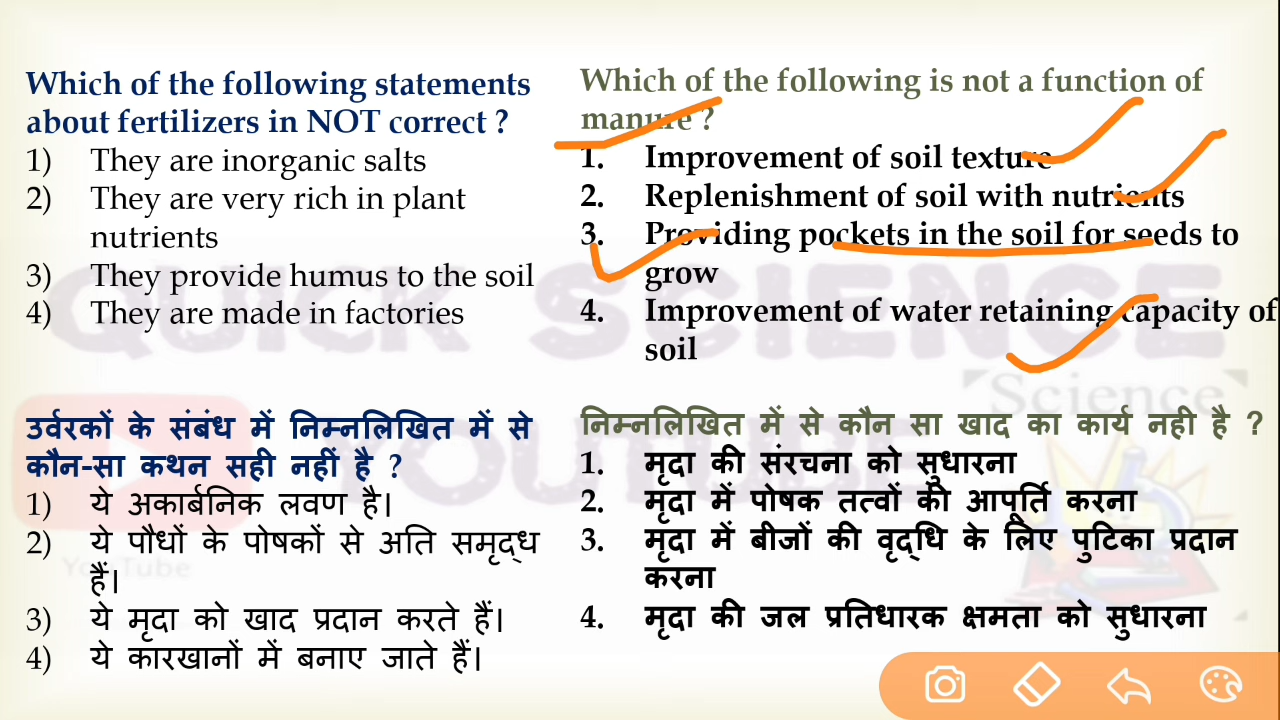 Which of the following statements
about fertilizers in NOT correct ?
1) They are inorganic salts
2) They are very rich in plant
nutrients
3) They provide humus to the soil
4) They are made in factories
उर्वरकों के संबंध में निम्नलिखित में से
कौन-सा कथन सही नहीं है ?
1) ये अकार्बनिक लवण है।
2) ये पौधों के पोषकों से अति समृद्ध
हैं।
3) ये मृदा को खाद प्रदान करते हैं।
4) ये कारखानों में बनाए जाते हैं।
Which of the following is not a function of
manure ?
1. Improvement of soil texture
2. Replenishment of soil with nutrients
3. Providing pockets in the soil for seeds to
grow
4. Improvement of water retaining capacity of
soil
निम्नलिखित में से कौन सा खाद का कार्य नही है ?
1. मृदा की संरचना को सुधारना
2. मृदा में पोषक तत्वों की आपूर्ति करना
3. मृदा में बीजों की वृद्धि के लिए पुटिका प्रदान
करना
4. मृदा की जल प्रतिधारक क्षमता को सुधारना
QUICK SCIENCE
YOUTUBE
Science
YouTube